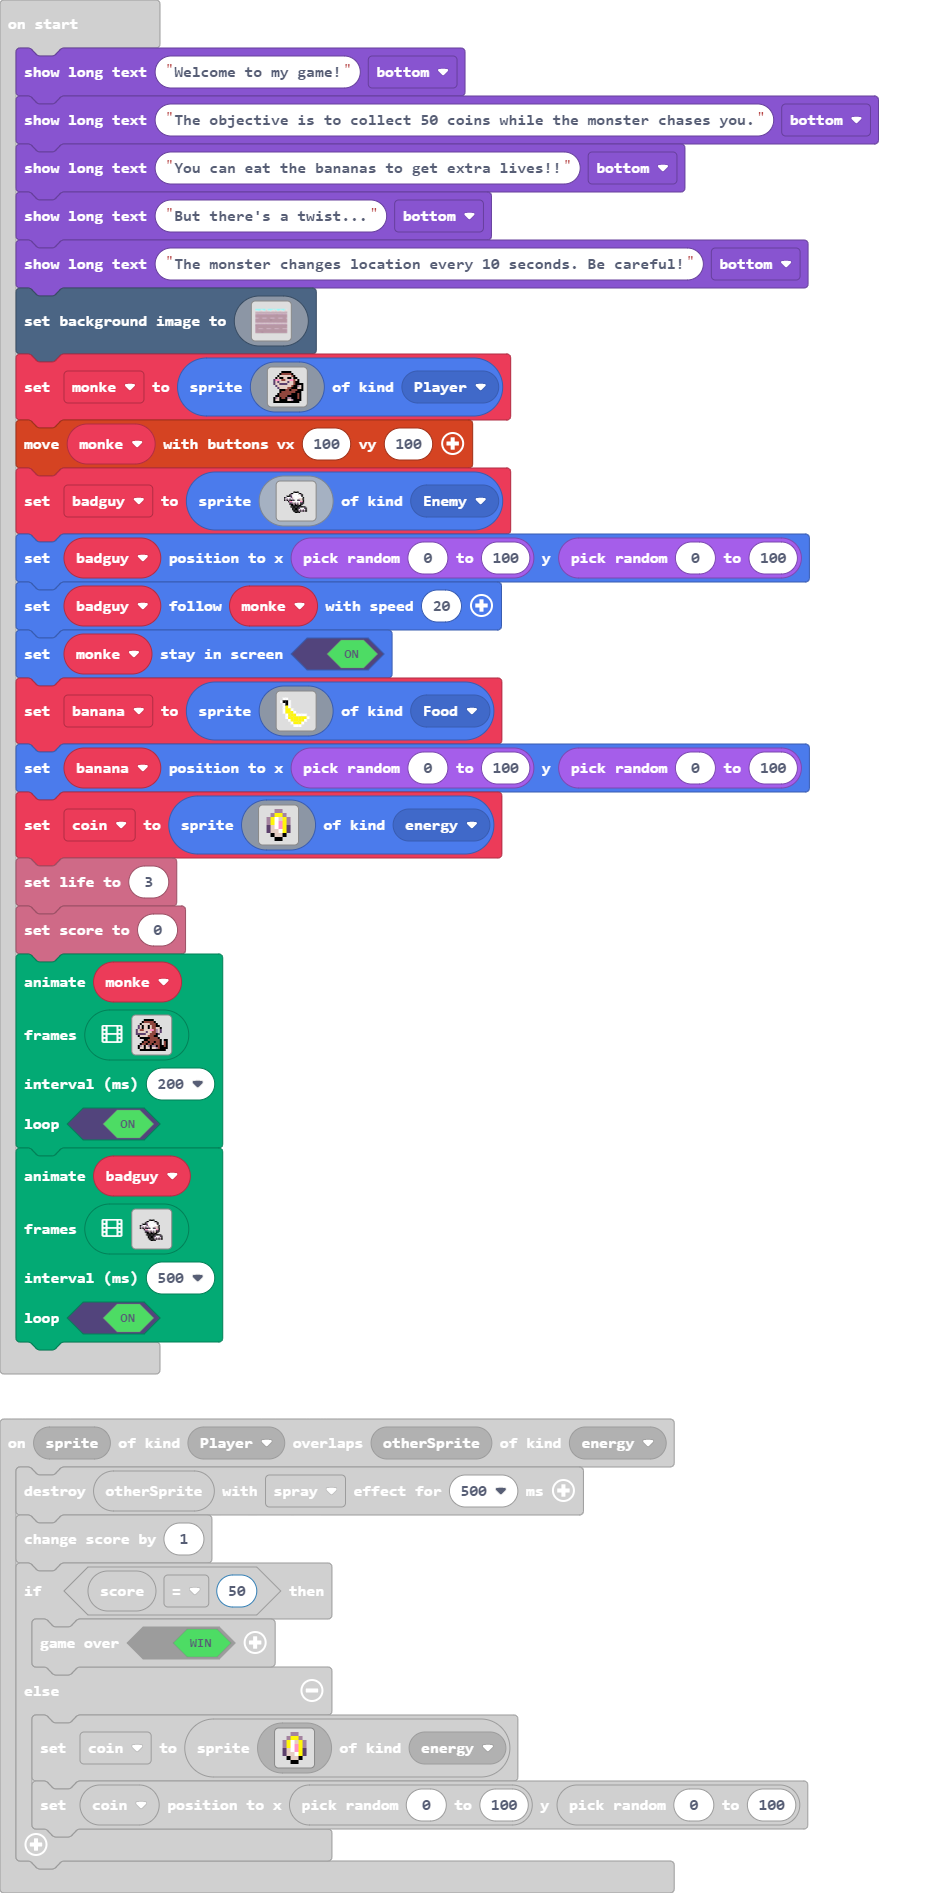 on start
show long text "Welcome to my game!" bottom
show long text "The objective is to collect 50 coins while the monster chases you." bottom
show long text "You can eat the bananas to get extra lives!!" bottom
show long text "But there's a twist..." bottom
show long text "The monster changes location every 10 seconds. Be careful!" bottom
set background image to
set monke to sprite of kind Player
move monke with buttons vx 100 vy 100
set badguy to sprite of kind Enemy
set badguy position to x pick random 0 to 100 y pick random 0 to 100
set badguy follow monke with speed 20
set monke stay in screen ON
set banana to sprite of kind Food
set banana position to x pick random 0 to 100 y pick random 0 to 100
set coin to sprite of kind energy
set life to 3
set score to 0
animate monke
frames
interval (ms) 200
loop ON
animate badguy
frames
interval (ms) 500
loop ON
on sprite of kind Player overlaps otherSprite of kind energy
destroy otherSprite with spray effect for 500 ms
change score by 1
if score = 50 then
game over WIN
else
set coin to sprite of kind energy
set coin position to x pick random 0 to 100 y pick random 0 to 100